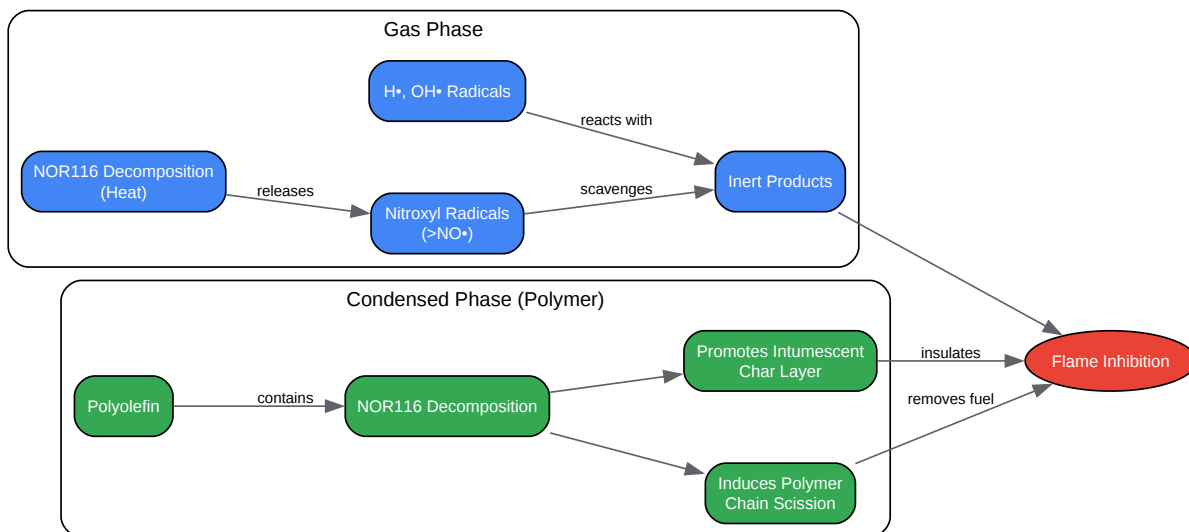 Gas Phase
H•, OH• Radicals
reacts with
NOR116 Decomposition
(Heat)
releases
Nitroxyl Radicals
(>NO•)
scavenges
Inert Products
Condensed Phase (Polymer)
Polyolefin
contains
NOR116 Decomposition
Promotes Intumescent
Char Layer
insulates
Induces Polymer
Chain Scission
removes fuel
Flame Inhibition